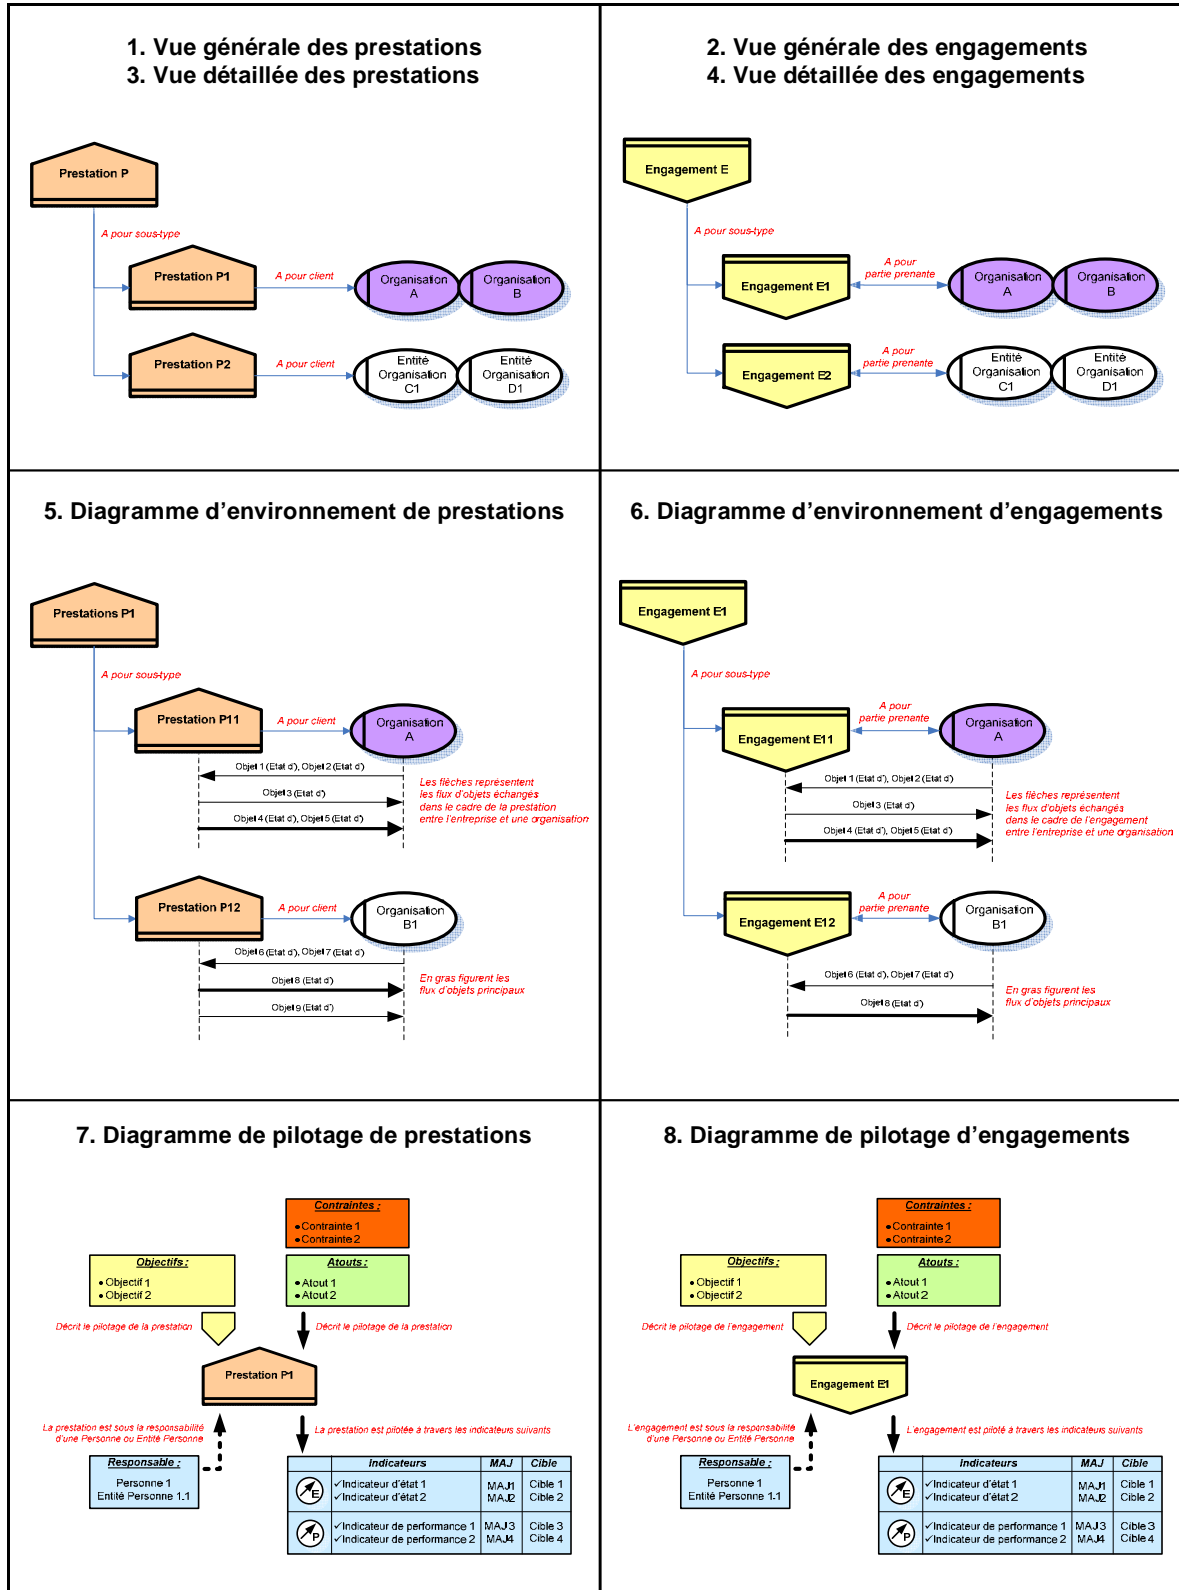 1. Vue générale des prestations
3. Vue détaillée des prestations
Prestation P
A pour sous-type
Prestation P1
A pour client
Organisation
A
Organisation
B
Prestation P2
A pour client
Entité
Organisation
C1
Entité
Organisation
D1
2. Vue générale des engagements
4. Vue détaillée des engagements
Engagement E
A pour sous-type
Engagement E1
A pour
partie prenante
Organisation
A
Organisation
B
Engagement E2
A pour
partie prenante
Entité
Organisation
C1
Entité
Organisation
D1
5. Diagramme d'environnement de prestations
Prestations P1
A pour sous-type
Prestation P11
A pour client
Organisation
A
Objet 1 (Etat d'), Objet 2 (Etat d')
Objet 3 (Etat d')
Objet 4 (Etat d'), Objet 5 (Etat d')
Les flèches représentent
les flux d'objets échangés
dans le cadre de la prestation
entre l'entreprise et une organisation
Prestation P12
A pour client
Organisation
B1
Objet 6 (Etat d'), Objet 7 (Etat d')
Objet 8 (Etat d')
Objet 9 (Etat d')
En gras figurent les
flux d'objets principaux
6. Diagramme d'environnement d'engagements
Engagement E1
A pour sous-type
Engagement E11
A pour
partie prenante
Organisation
A
Objet 1 (Etat d'), Objet 2 (Etat d')
Objet 3 (Etat d')
Objet 4 (Etat d'), Objet 5 (Etat d')
Les flèches représentent
les flux d'objets échangés
dans le cadre de l'engagement
entre l'entreprise et une organisation
Engagement E12
A pour
partie prenante
Organisation
B1
Objet 6 (Etat d'), Objet 7 (Etat d')
Objet 8 (Etat d')
En gras figurent les
flux d'objets principaux
7. Diagramme de pilotage de prestations
Contraintes :
• Contrainte 1
• Contrainte 2
Objectifs :
• Objectif 1
• Objectif 2
Atouts :
• Atout 1
• Atout 2
Décrit le pilotage de la prestation
Décrit le pilotage de la prestation
Prestation P1
La prestation est sous la responsabilité
d'une Personne ou Entité Personne
La prestation est pilotée à travers les indicateurs suivants
Responsable :
Personne 1
Entité Personne 1.1
Indicateurs MAJ Cible
E
✓Indicateur d'état 1 MAJ1 Cible 1
✓Indicateur d'état 2 MAJ2 Cible 2
P
✓Indicateur de performance 1 MAJ3 Cible 3
✓Indicateur de performance 2 MAJ4 Cible 4
8. Diagramme de pilotage d'engagements
Contraintes :
• Contrainte 1
• Contrainte 2
Objectifs :
• Objectif 1
• Objectif 2
Atouts :
• Atout 1
• Atout 2
Décrit le pilotage de l'engagement
Décrit le pilotage de l'engagement
Engagement E1
L'engagement est sous la responsabilité
d'une Personne ou Entité Personne
L'engagement est piloté à travers les indicateurs suivants
Responsable :
Personne 1
Entité Personne 1.1
Indicateurs MAJ Cible
E
✓Indicateur d'état 1 MAJ1 Cible 1
✓Indicateur d'état 2 MAJ2 Cible 2
P
✓Indicateur de performance 1 MAJ3 Cible 3
✓Indicateur de performance 2 MAJ4 Cible 4